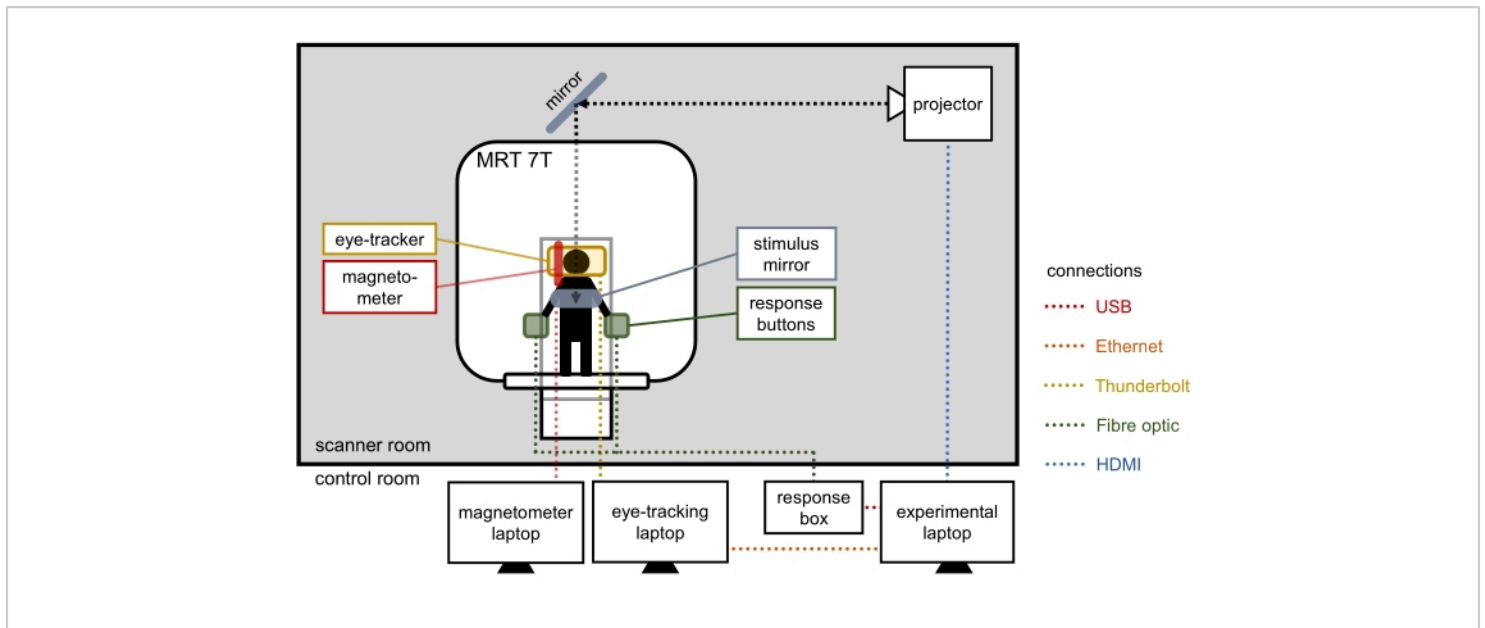 mirror
projector
MRT 7T
eye-tracker
magneto-
meter
stimulus
mirror
response
buttons
scanner room
control room
magnetometer
laptop
eye-tracking
laptop
response
box
experimental
laptop
connections
USB
Ethernet
Thunderbolt
Fibre optic
HDMI